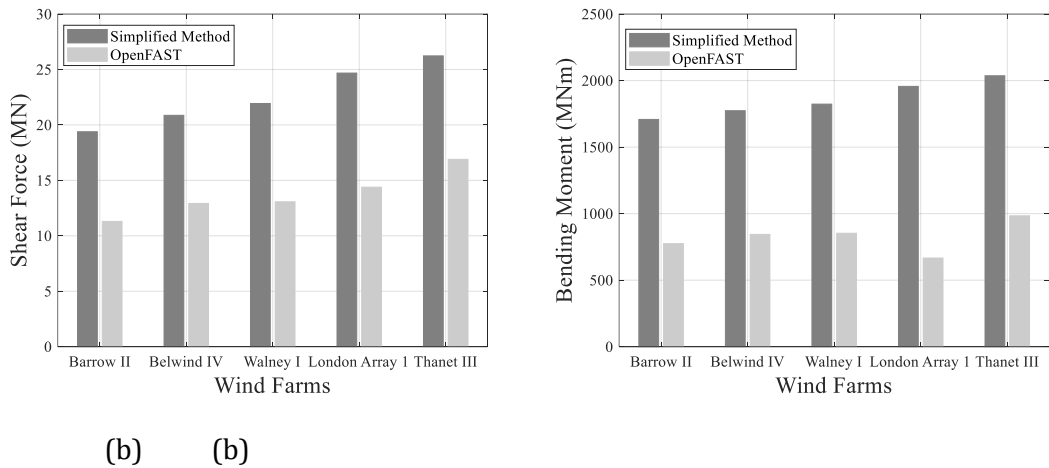 30
25
20
15
10
5
0
Shear Force (MN)
Simplified Method
OpenFAST
Barrow II Belwind IV Walney I London Array 1 Thanet III
Wind Farms
2500
2000
1500
1000
500
0
Bending Moment (MNm)
Simplified Method
OpenFAST
Barrow II Belwind IV Walney I London Array 1 Thanet III
Wind Farms
(b) (b)